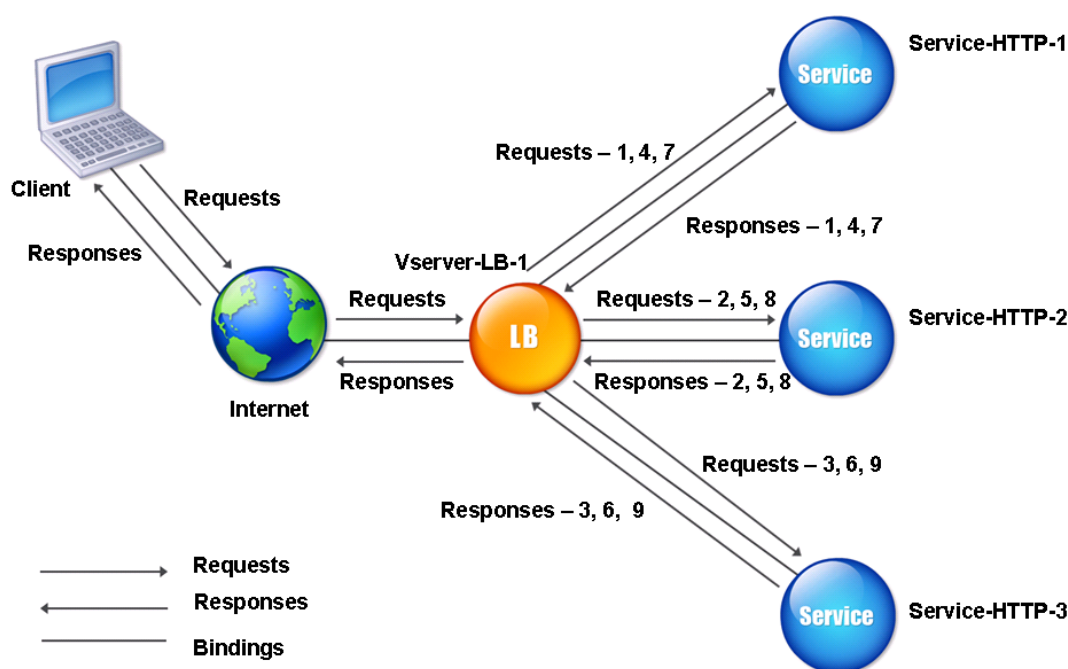 Service-HTTP-1
Service
Requests – 1, 4, 7
Client
Requests
Responses – 1, 4, 7
Responses
Vserver-LB-1
Requests
Requests – 2, 5, 8
Service-HTTP-2
LB
Service
Responses
Responses – 2, 5, 8
Internet
Requests – 3, 6, 9
Responses – 3, 6,  9
Requests
Responses
Service-HTTP-3
Service
Bindings